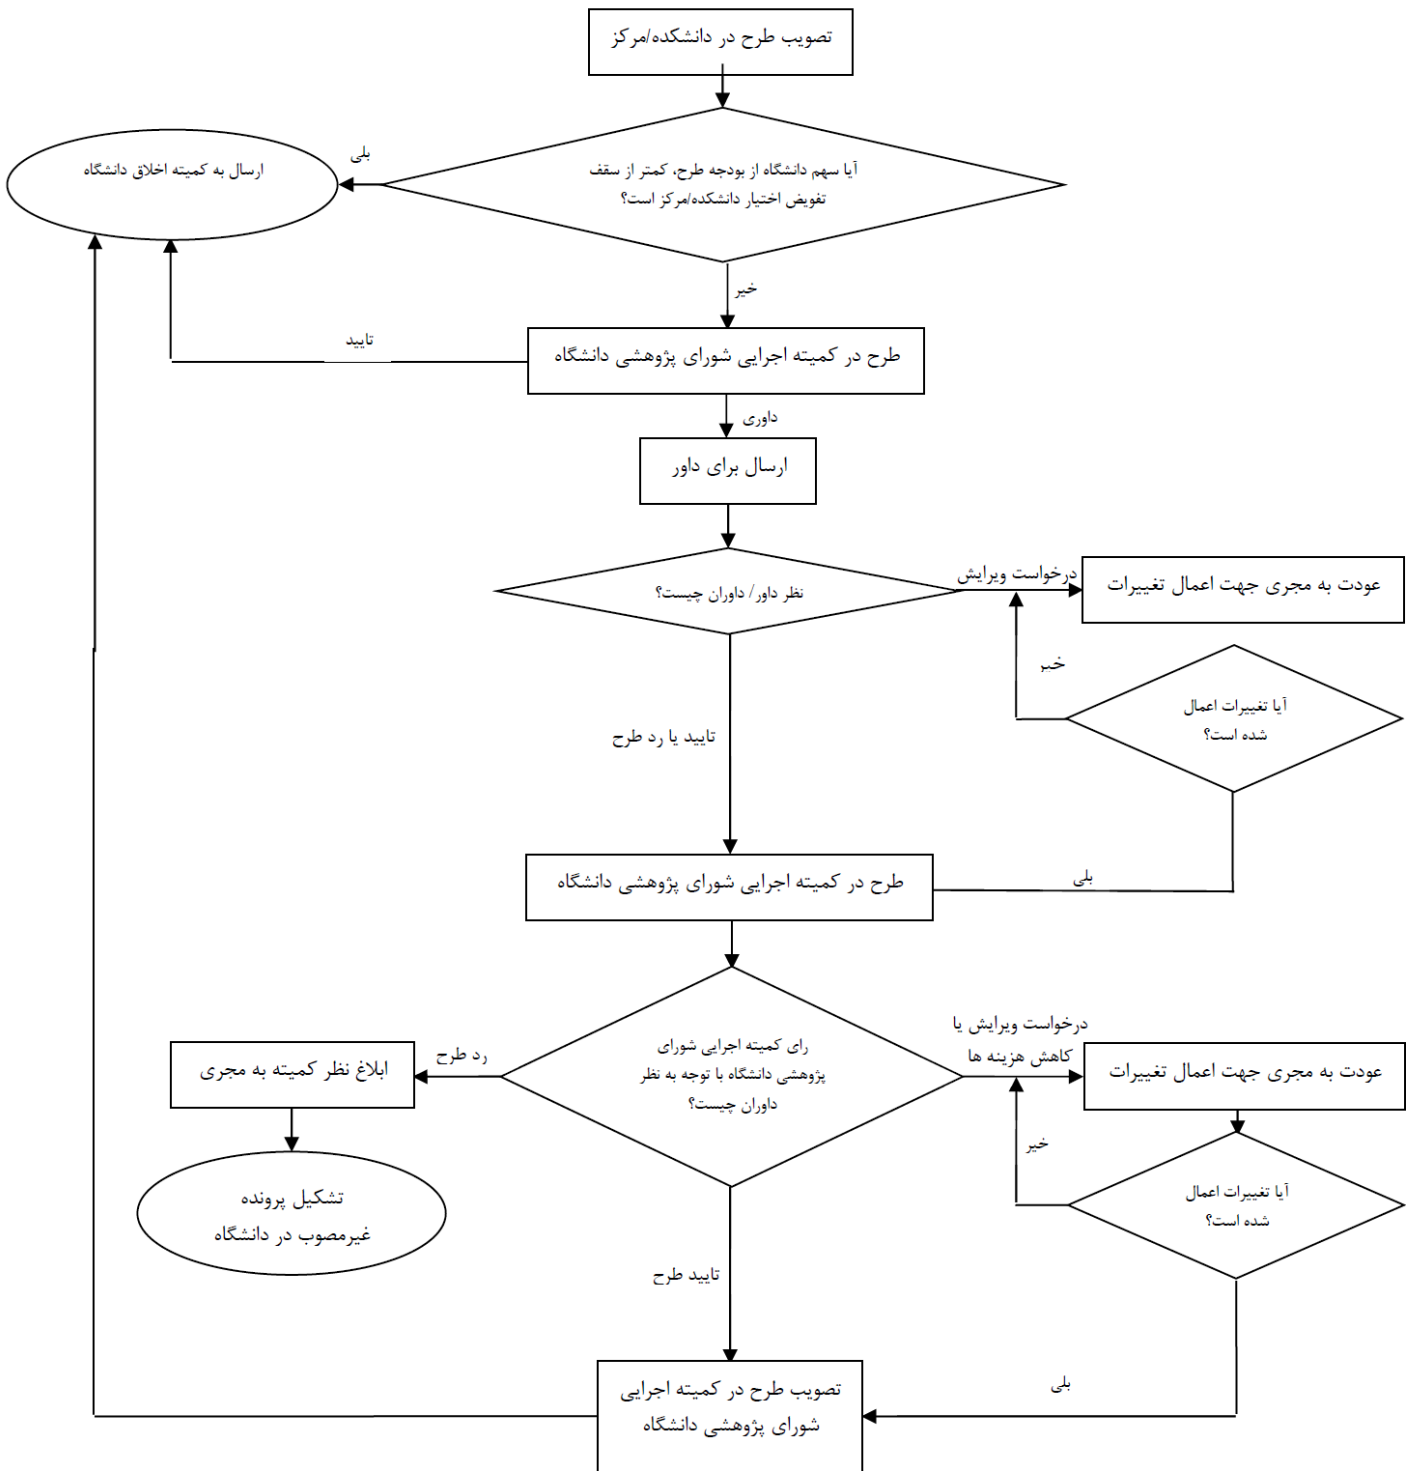 تصویب طرح در دانشکده/مرکز
بلی
ارسال به کمیته اخلاق دانشگاه
آیا سهم دانشگاه از بودجه طرح، کمتر از سقف
تفویض اختیار دانشکده/مرکز است؟
خیر
تایید
طرح در کمیته اجرایی شورای پژوهشی دانشگاه
داوری
ارسال برای داور
درخواست ویرایش
عودت به مجری جهت اعمال تغییرات
نظر داور/ داوران چیست؟
خیر
آیا تغییرات اعمال
شده است؟
تایید یا رد طرح
طرح در کمیته اجرایی شورای پژوهشی دانشگاه
بلی
درخواست ویرایش یا
کاهش هزینه ها
عودت به مجری جهت اعمال تغییرات
رای کمیته اجرایی شورای
پژوهشی دانشگاه با توجه به نظر
داوران چیست؟
رد طرح
ابلاغ نظر کمیته به مجری
خیر
آیا تغییرات اعمال
شده است؟
تشکیل پرونده
غیرمصوب در دانشگاه
تایید طرح
بلی
تصویب طرح در کمیته اجرایی
شورای پژوهشی دانشگاه